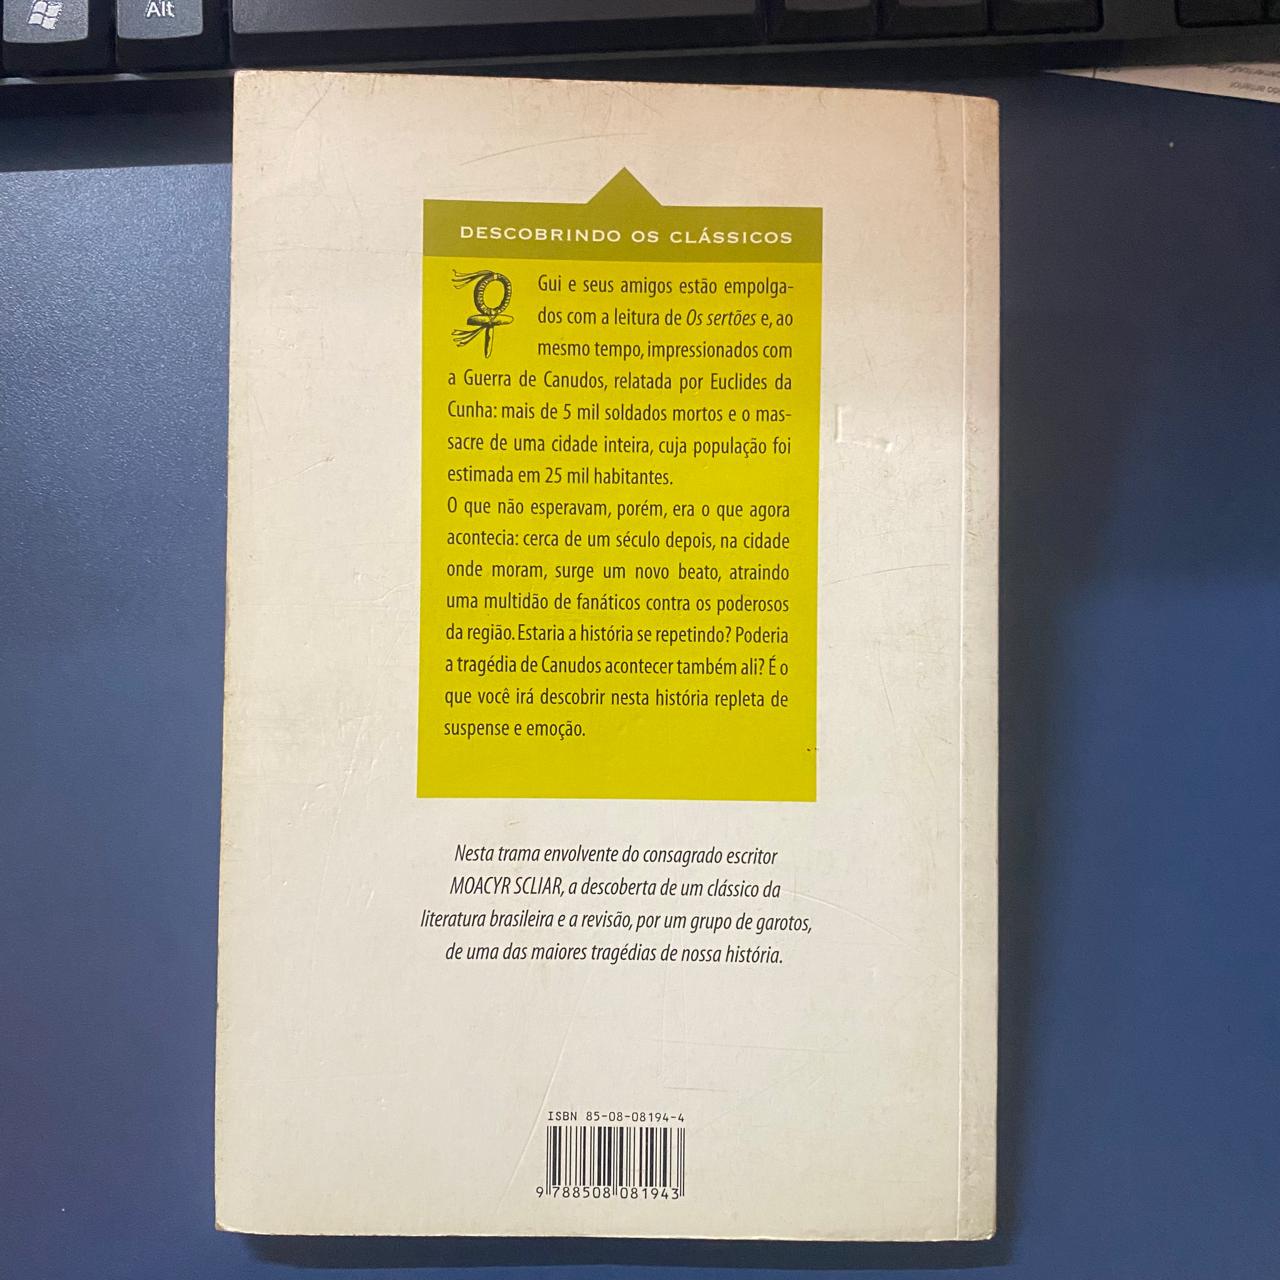 Alt
DESCOBRINDO OS CLÁSSICOS
Gui e seus amigos estão empolga-
dos com a leitura de Os sertões e, ao
mesmo tempo, impressionados com
a Guerra de Canudos, relatada por Euclides da
Cunha: mais de 5 mil soldados mortos e o mas-
sacre de uma cidade inteira, cuja população foi
estimada em 25 mil habitantes.
O que não esperavam, porém, era o que agora
acontecia: cerca de um século depois, na cidade
onde moram, surge um novo beato, atraindo
uma multidão de fanáticos contra os poderosos
da região. Estaria a história se repetindo? Poderia
a tragédia de Canudos acontecer também ali? É o
que você irá descobrir nesta história repleta de
suspense e emoção.
Nesta trama envolvente do consagrado escritor
MOACYR SCLIAR, a descoberta de um clássico da
literatura brasileira e a revisão, por um grupo de garotos,
de uma das maiores tragédias de nossa história.
ISBN 85-08-08194-4
9 788508 081943